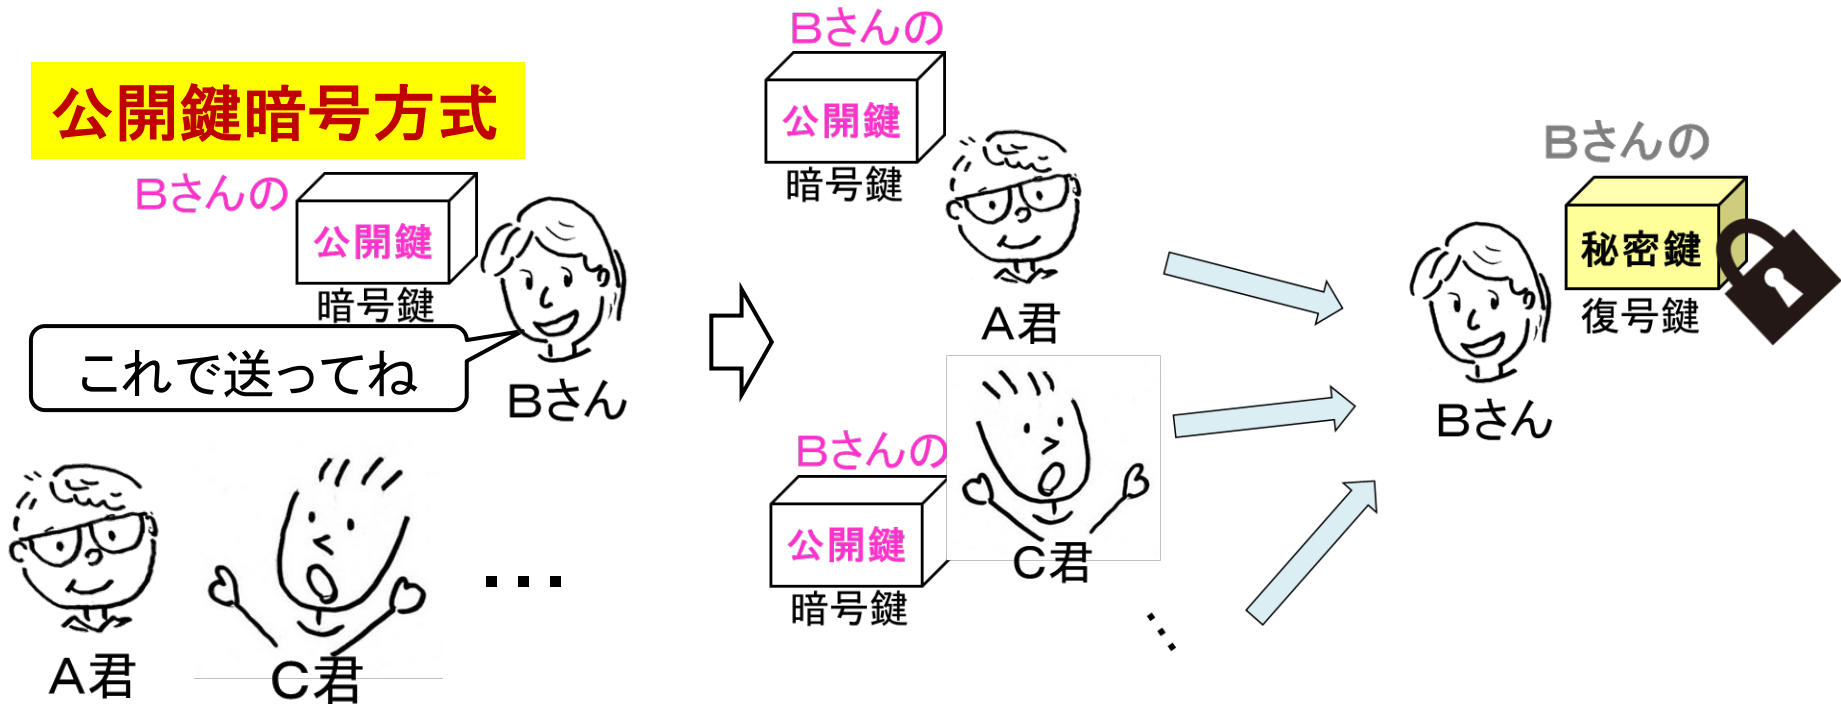 公開鍵暗号方式
Bさんの
公開鍵
暗号鍵
これで送ってね
Bさん
A君
C君
・・・
Bさんの
公開鍵
暗号鍵
A君
Bさんの
公開鍵
暗号鍵
C君
・・・
Bさんの
秘密鍵
復号鍵
Bさん